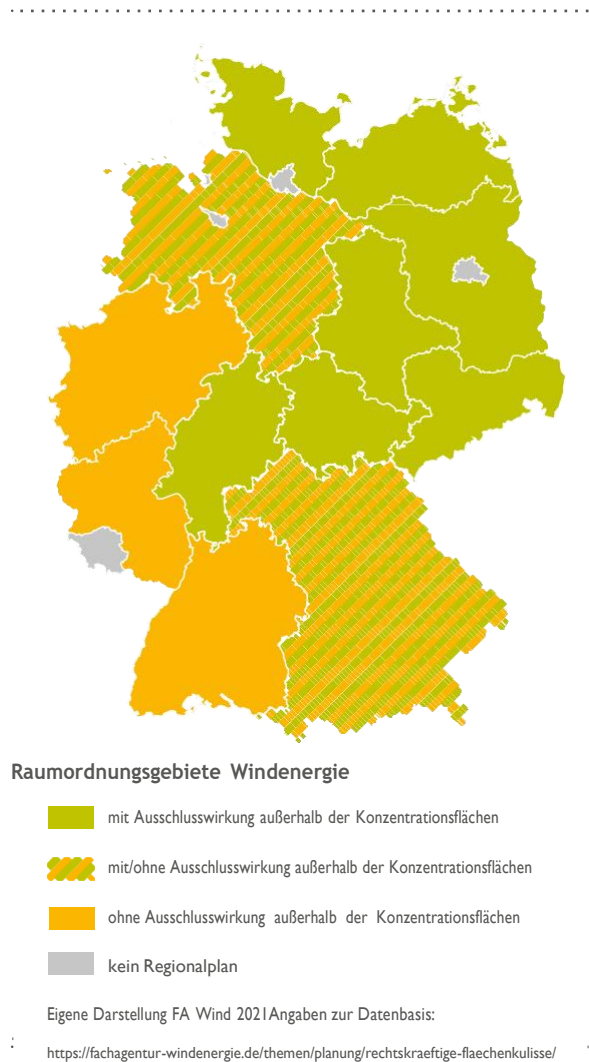 Raumordnungsgebiete Windenergie
mit Ausschlusswirkung außerhalb der Konzentrationsflächen
mit/ohne Ausschlusswirkung außerhalb der Konzentrationsflächen
ohne Ausschlusswirkung außerhalb der Konzentrationsflächen
kein Regionalplan
Eigene Darstellung FA Wind 2021Angaben zur Datenbasis:
https://fachagentur-windenergie.de/themen/planung/rechtskraeftige-flaechenkulisse/